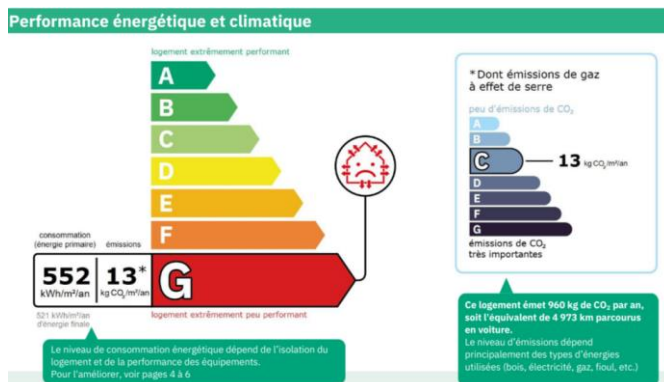 Performance énergétique et climatique
logement extrêmement performant
A
B
C
D
E
F
G
consommation
(énergie primaire)
émissions
552
kWh/m²/an
13*
kg CO₂/m²/an
521 kWh/m²/an
d'énergie finale
logement extrêmement peu performant
Le niveau de consommation énergétique dépend de l'isolation du
logement et de la performance des équipements.
Pour l'améliorer, voir pages 4 à 6
*Dont émissions de gaz
à effet de serre
peu d'émissions de CO₂
A
B
C
13 kg CO₂/m²/an
D
E
F
G
émissions de CO₂
très importantes
Ce logement émet 960 kg de CO₂ par an,
soit l'équivalent de 4 973 km parcourus
en voiture.
Le niveau d'émissions dépend
principalement des types d'énergies
utilisées (bois, électricité, gaz, fioul, etc.)